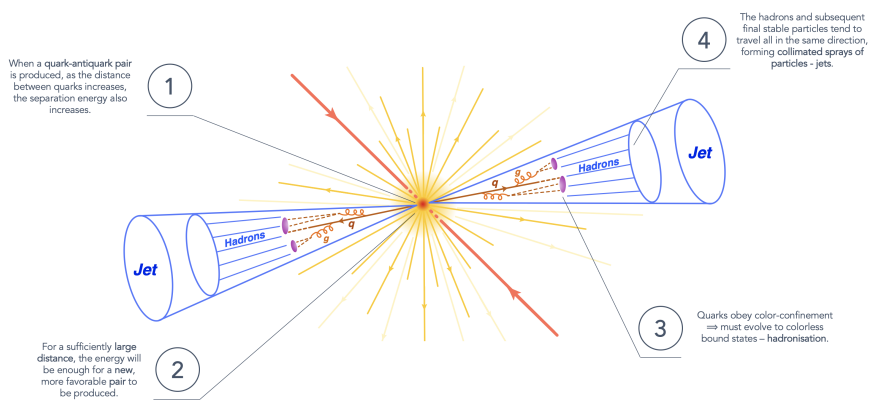 1
When a quark-antiquark pair
is produced, as the distance
between quarks increases,
the separation energy also
increases.
4
The hadrons and subsequent
final stable particles tend to
travel all in the same direction,
forming collimated sprays of
particles - jets.
Jet
Hadrons
g
q
q
g
Hadrons
Jet
2
For a sufficiently large
distance, the energy will
be enough for a new,
more favorable pair to
be produced.
3
Quarks obey color-confinement
⟹ must evolve to colorless
bound states – hadronisation.